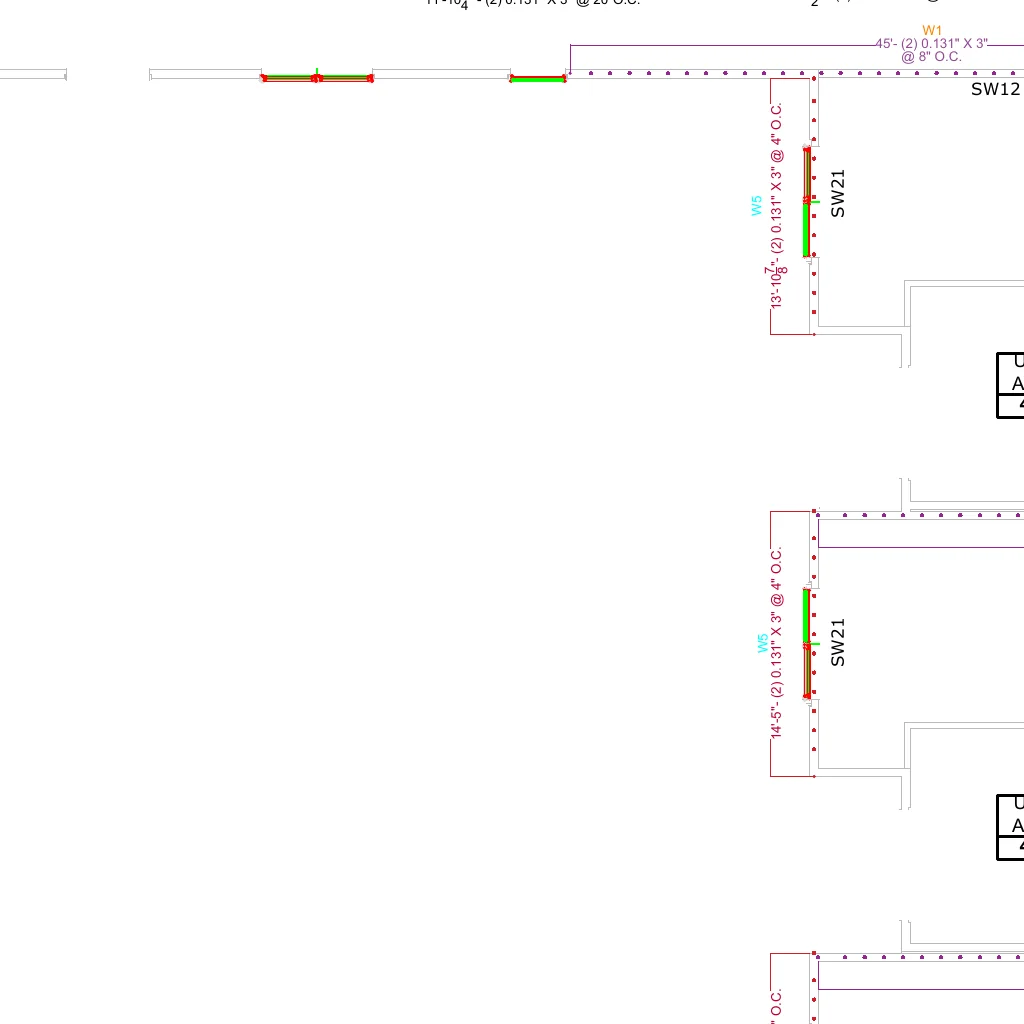 W1
45'- (2) 0.131" X 3"
@ 8" O.C.
SW12
W5
13'-10 7/8"- (2) 0.131" X 3" @ 4" O.C.
SW21
W5
14'-5"- (2) 0.131" X 3" @ 4" O.C.
SW21
" O.C.